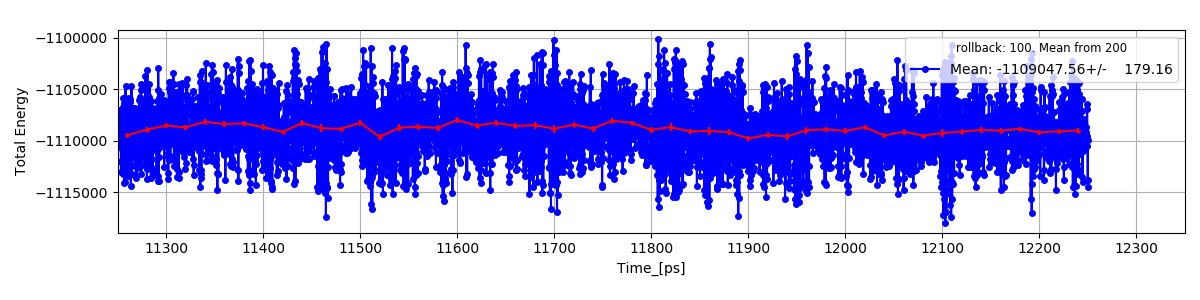 −1100000
−1105000
−1110000
−1115000
Total Energy
rollback: 100. Mean from 200
Mean: -1109047.56+/-    179.16
11300 11400 11500 11600 11700 11800 11900 12000 12100 12200 12300
Time_[ps]